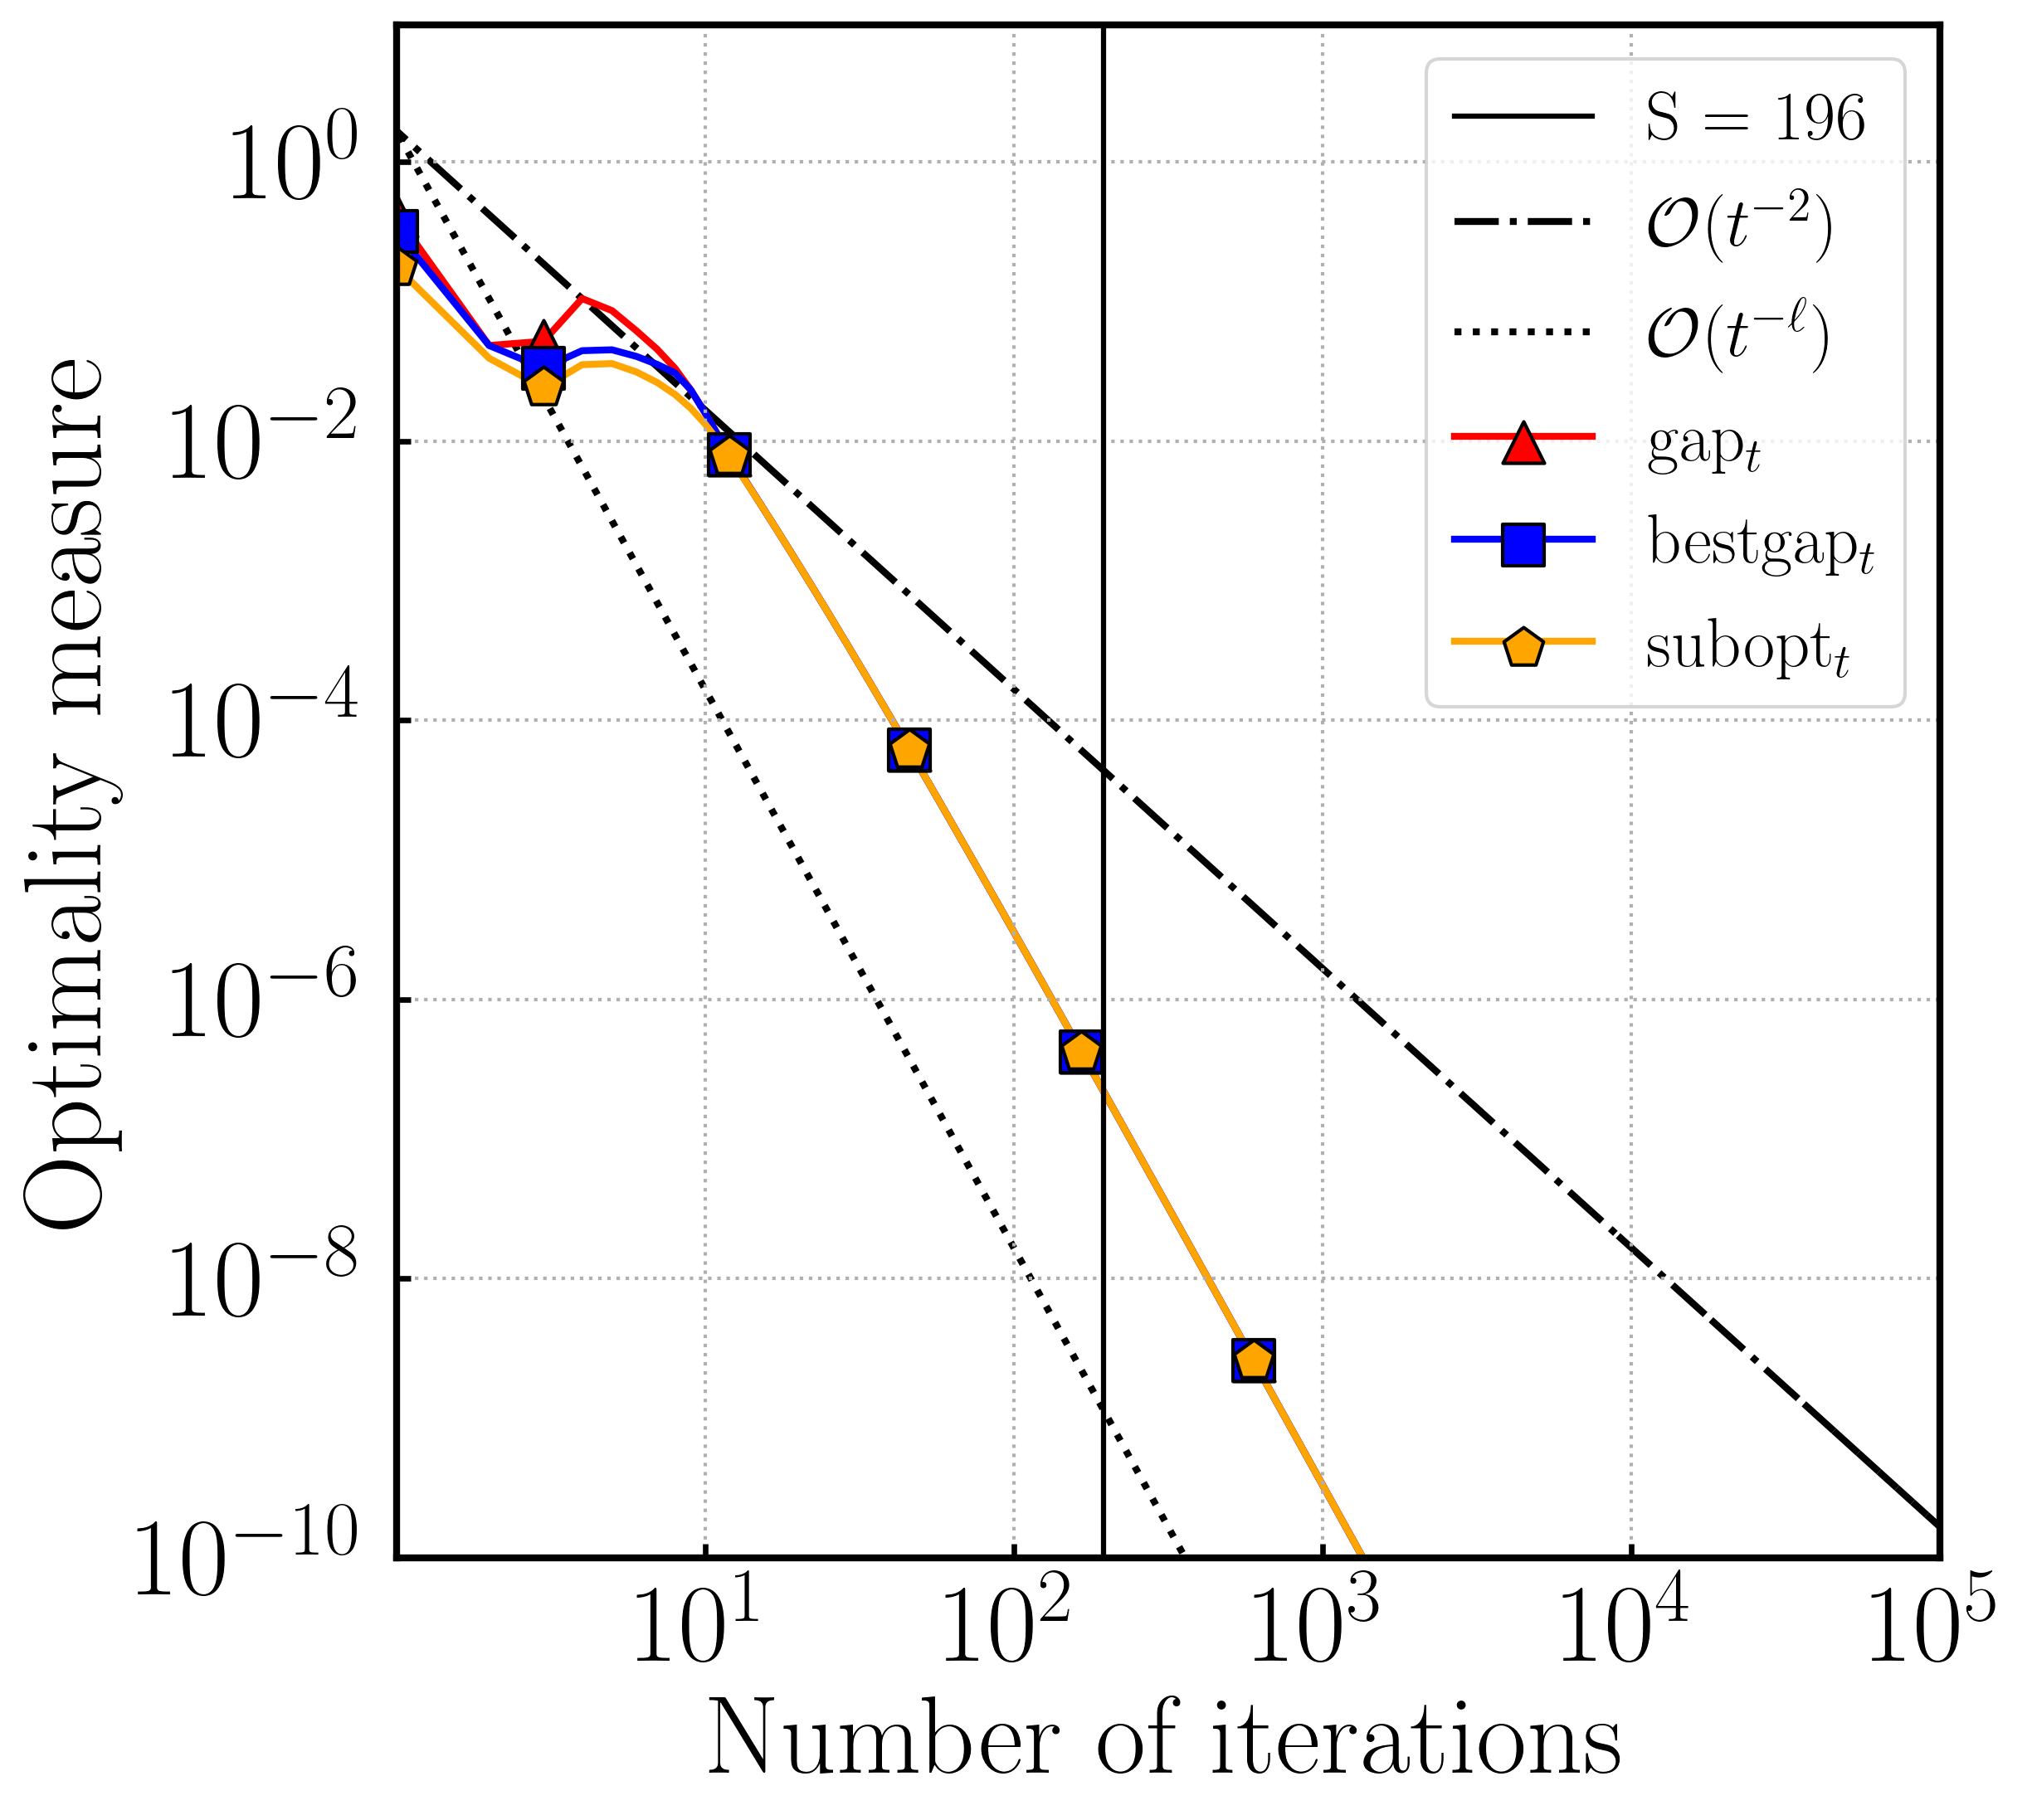 Optimality measure
10⁰
10⁻²
10⁻⁴
10⁻⁶
10⁻⁸
10⁻¹⁰
S = 196
𝒪(t⁻²)
𝒪(t^{-ℓ})
gapₜ
bestgapₜ
suboptₜ
10¹ 10² 10³ 10⁴ 10⁵
Number of iterations